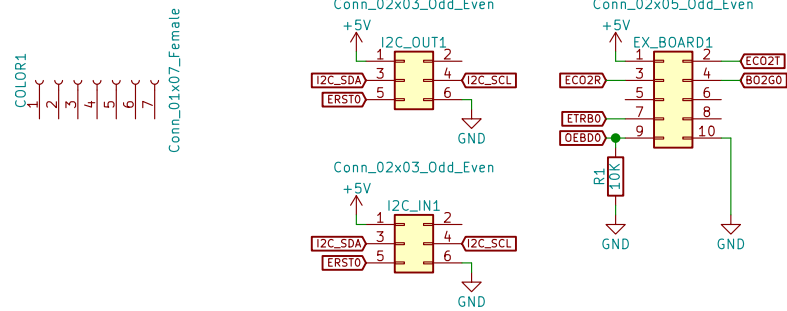 Conn_02x03_Odd_Even
+5V
I2C_OUT1
1 2
I2C_SDA 3 4 I2C_SCL
ERST0 5 6
GND
Conn_02x05_Odd_Even
+5V
EX_BOARD1
1 2 ECO2T
ECO2R 3 4 BO2G0
5 6
ETRB0 7 8
OEBD0 9 10
R1
10K
GND
GND
COLOR1
1 2 3 4 5 6 7
Conn_01x07_Female
Conn_02x03_Odd_Even
+5V
I2C_IN1
1 2
I2C_SDA 3 4 I2C_SCL
ERST0 5 6
GND